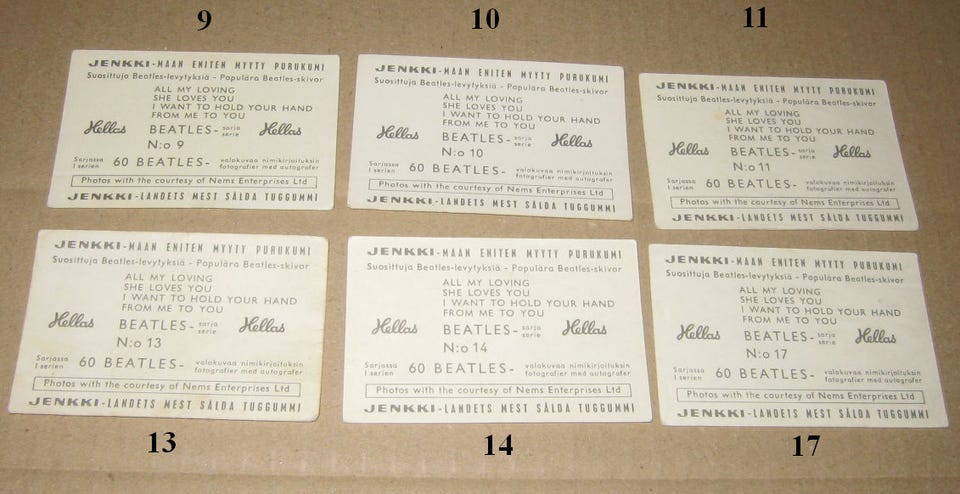 9
10
11
JENKKI-MAAN ENITEN MYYTY PURUKUMI
Suosittuja Beatles-levytyksiä - Populära Beatles-skivor
ALL MY LOVING
SHE LOVES YOU
I WANT TO HOLD YOUR HAND
FROM ME TO YOU
Hellas BEATLES- sarja serie Hellas
N:o 9
Sarjassa I serien 60 BEATLES- valokuvaa nimikirjoituksin fotografier med autografer
Photos with the courtesy of Nems Enterprises Ltd
JENKKI-LANDETS MEST SÅLDA TUGGUMMI
JENKKI-MAAN ENITEN MYYTY PURUKUMI
Suosittuja Beatles-levytyksiä - Populära Beatles-skivor
ALL MY LOVING
SHE LOVES YOU
I WANT TO HOLD YOUR HAND
FROM ME TO YOU
Hellas BEATLES- sarja serie Hellas
N:o 10
Sarjassa I serien 60 BEATLES- valokuvaa nimikirjoituksin fotografier med autografer
Photos with the courtesy of Nems Enterprises Ltd
JENKKI-LANDETS MEST SÅLDA TUGGUMMI
JENKKI-MAAN ENITEN MYYTY PURUKUMI
Suosittuja Beatles-levytyksiä - Populära Beatles-skivor
ALL MY LOVING
SHE LOVES YOU
I WANT TO HOLD YOUR HAND
FROM ME TO YOU
Hellas BEATLES- sarja serie Hellas
N:o 11
Sarjassa I serien 60 BEATLES- valokuvaa nimikirjoituksin fotografier med autografer
Photos with the courtesy of Nems Enterprises Ltd
JENKKI-LANDETS MEST SÅLDA TUGGUMMI
JENKKI-MAAN ENITEN MYYTY PURUKUMI
Suosittuja Beatles-levytyksiä - Populära Beatles-skivor
ALL MY LOVING
SHE LOVES YOU
I WANT TO HOLD YOUR HAND
FROM ME TO YOU
Hellas BEATLES- sarja serie Hellas
N:o 13
Sarjassa I serien 60 BEATLES- valokuvaa nimikirjoituksin fotografier med autografer
Photos with the courtesy of Nems Enterprises Ltd
JENKKI-LANDETS MEST SÅLDA TUGGUMMI
JENKKI-MAAN ENITEN MYYTY PURUKUMI
Suosittuja Beatles-levytyksiä - Populära Beatles-skivor
ALL MY LOVING
SHE LOVES YOU
I WANT TO HOLD YOUR HAND
FROM ME TO YOU
Hellas BEATLES- sarja serie Hellas
N:o 14
Sarjassa I serien 60 BEATLES- valokuvaa nimikirjoituksin fotografier med autografer
Photos with the courtesy of Nems Enterprises Ltd
JENKKI-LANDETS MEST SÅLDA TUGGUMMI
JENKKI-MAAN ENITEN MYYTY PURUKUMI
Suosittuja Beatles-levytyksiä - Populära Beatles-skivor
ALL MY LOVING
SHE LOVES YOU
I WANT TO HOLD YOUR HAND
FROM ME TO YOU
Hellas BEATLES- sarja serie Hellas
N:o 17
Sarjassa I serien 60 BEATLES- valokuvaa nimikirjoituksin fotografier med autografer
Photos with the courtesy of Nems Enterprises Ltd
JENKKI-LANDETS MEST SÅLDA TUGGUMMI
13
14
17